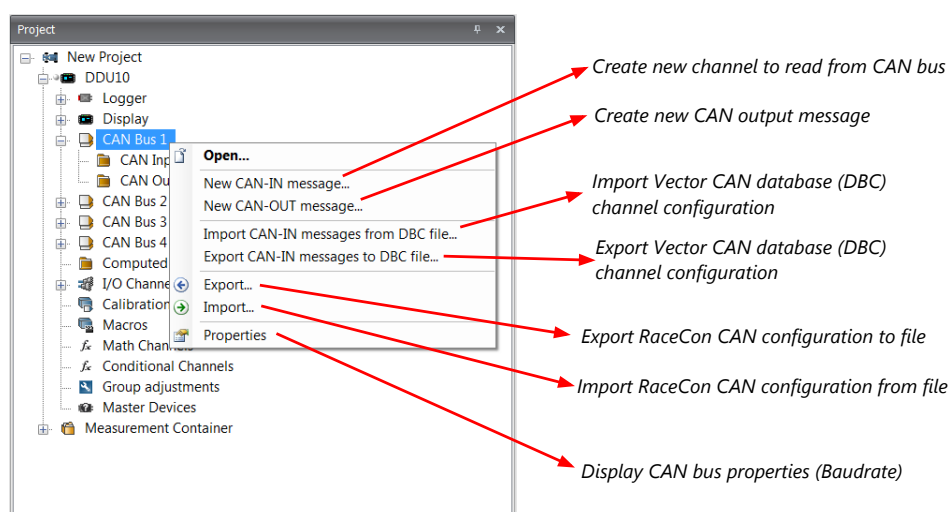 Project
New Project
DDU10
Logger
Display
CAN Bus 1
CAN Inp
CAN Ou
CAN Bus 2
CAN Bus 3
CAN Bus 4
Computed
I/O Channe
Calibration
Macros
Math Channels
Conditional Channels
Group adjustments
Master Devices
Measurement Container
Open...
New CAN-IN message...
New CAN-OUT message...
Import CAN-IN messages from DBC file...
Export CAN-IN messages to DBC file...
Export...
Import...
Properties
Create new channel to read from CAN bus
Create new CAN output message
Import Vector CAN database (DBC)
channel configuration
Export Vector CAN database (DBC)
channel configuration
Export RaceCon CAN configuration to file
Import RaceCon CAN configuration from file
Display CAN bus properties (Baudrate)